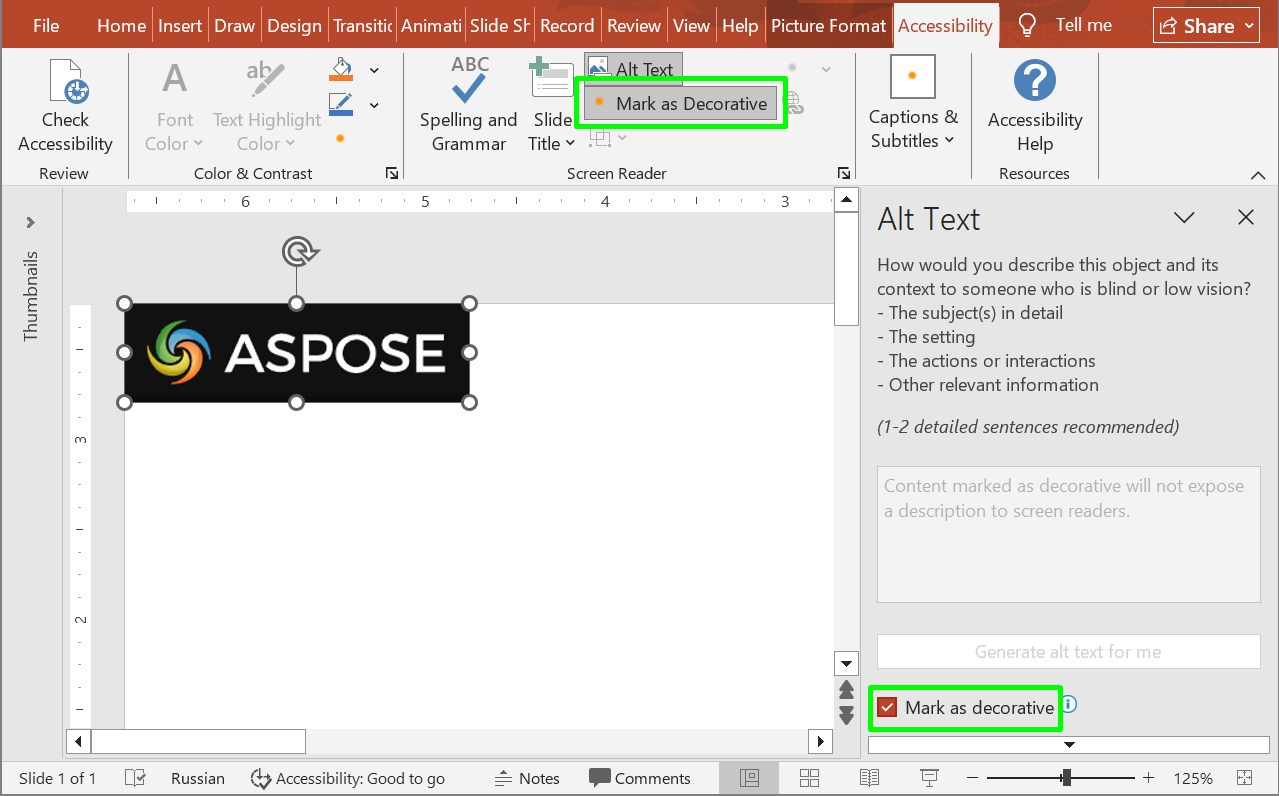 File Home Insert Draw Design Transitic Animati Slide Sh Record Review View Help Picture Format Accessibility Tell me Share
Check
Accessibility
Review
A
Font
Color
ab
Text Highlight
Color
Color & Contrast
ABC
Spelling and
Grammar
Slide
Title
Alt Text
Mark as Decorative
Screen Reader
Captions &
Subtitles
?
Accessibility
Help
Resources
Thumbnails
6 5 4 3
3
2
ASPOSE
Alt Text
How would you describe this object and its
context to someone who is blind or low vision?
- The subject(s) in detail
- The setting
- The actions or interactions
- Other relevant information
(1-2 detailed sentences recommended)
Content marked as decorative will not expose
a description to screen readers.
Generate alt text for me
Mark as decorative
Slide 1 of 1 Russian Accessibility: Good to go Notes Comments 125%